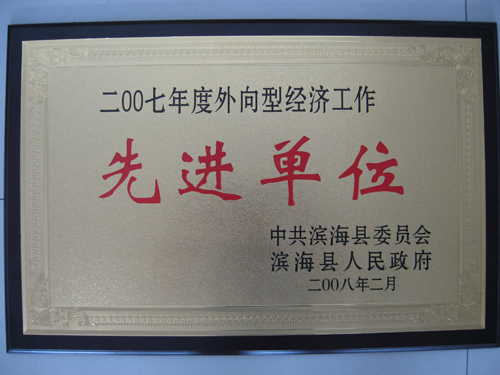 二00七年度外向型经济工作
先进单位
中共滨海县委员会
滨海县人民政府
二00八年二月